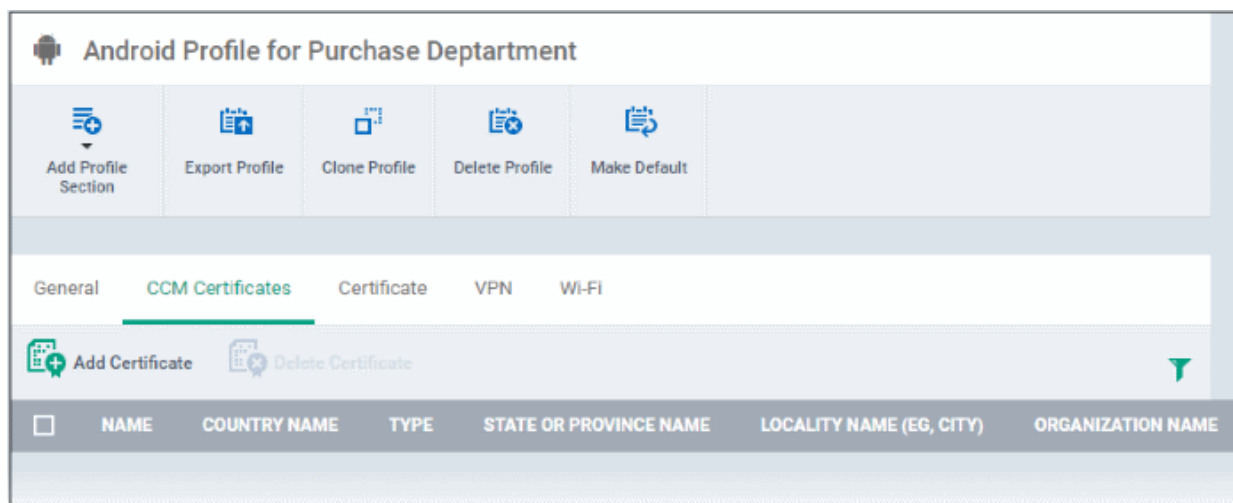 Android Profile for Purchase Deptartment
Add Profile
Section
Export Profile
Clone Profile
Delete Profile
Make Default
General CCM Certificates Certificate VPN Wi-Fi
Add Certificate Delete Certificate
NAME COUNTRY NAME TYPE STATE OR PROVINCE NAME LOCALITY NAME (EG, CITY) ORGANIZATION NAME